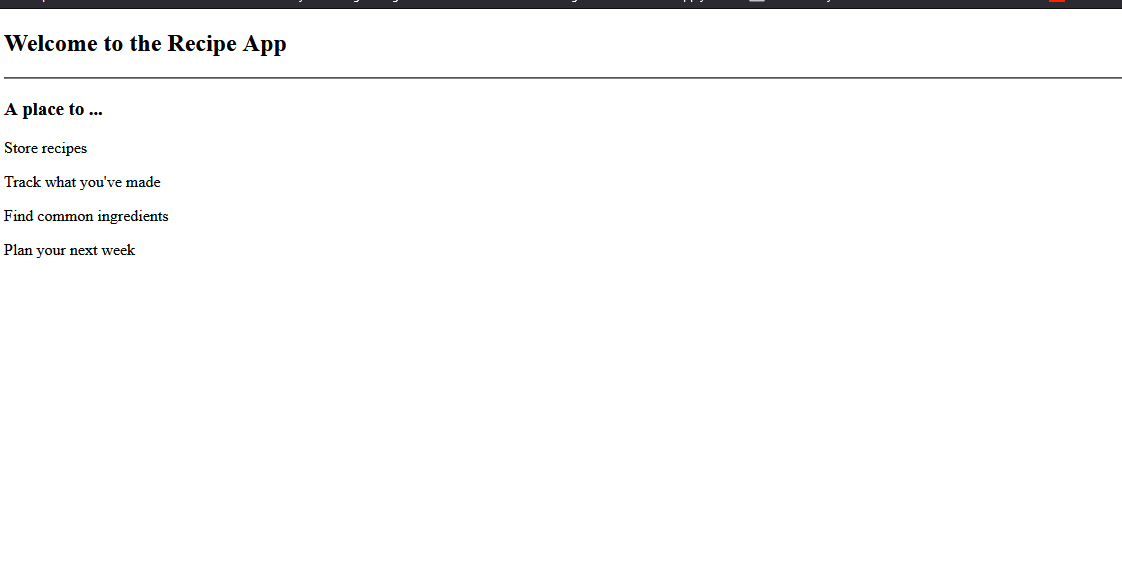 Welcome to the Recipe App
A place to ...
Store recipes
Track what you've made
Find common ingredients
Plan your next week